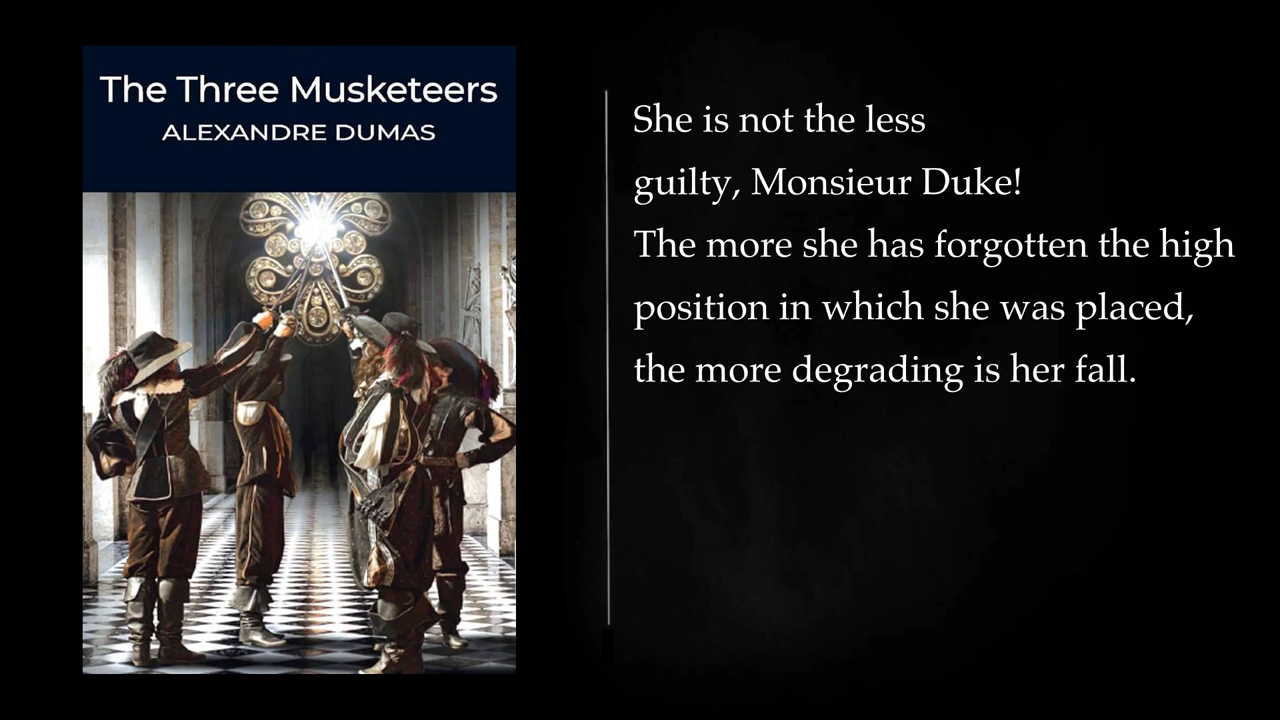 The Three Musketeers
ALEXANDRE DUMAS
She is not the less
guilty, Monsieur Duke!
The more she has forgotten the high
position in which she was placed,
the more degrading is her fall.